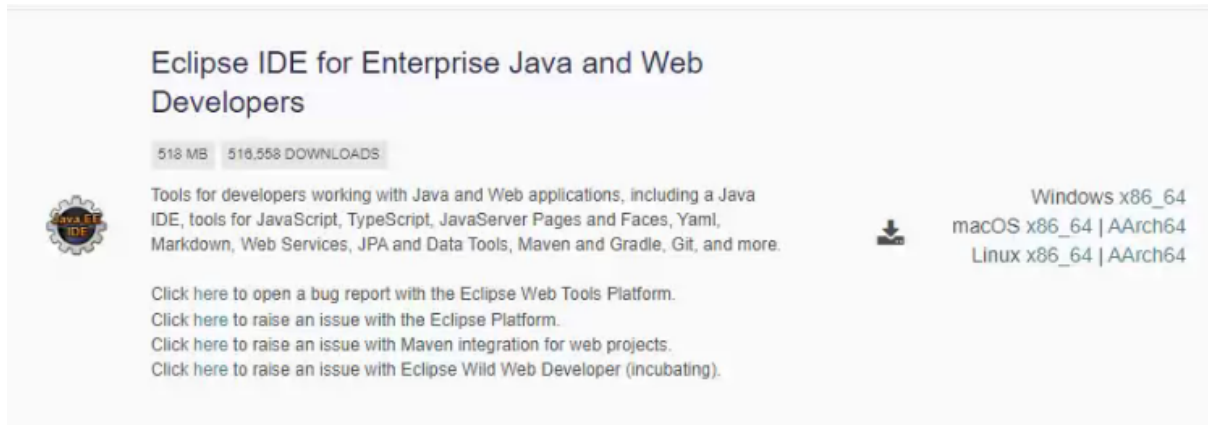 Eclipse IDE for Enterprise Java and Web
Developers
518 MB 516,558 DOWNLOADS
Java EE
IDE
Tools for developers working with Java and Web applications, including a Java
IDE, tools for JavaScript, TypeScript, JavaServer Pages and Faces, Yaml,
Markdown, Web Services, JPA and Data Tools, Maven and Gradle, Git, and more.
Click here to open a bug report with the Eclipse Web Tools Platform.
Click here to raise an issue with the Eclipse Platform.
Click here to raise an issue with Maven integration for web projects.
Click here to raise an issue with Eclipse Wild Web Developer (incubating).
Windows x86_64
macOS x86_64 | AArch64
Linux x86_64 | AArch64